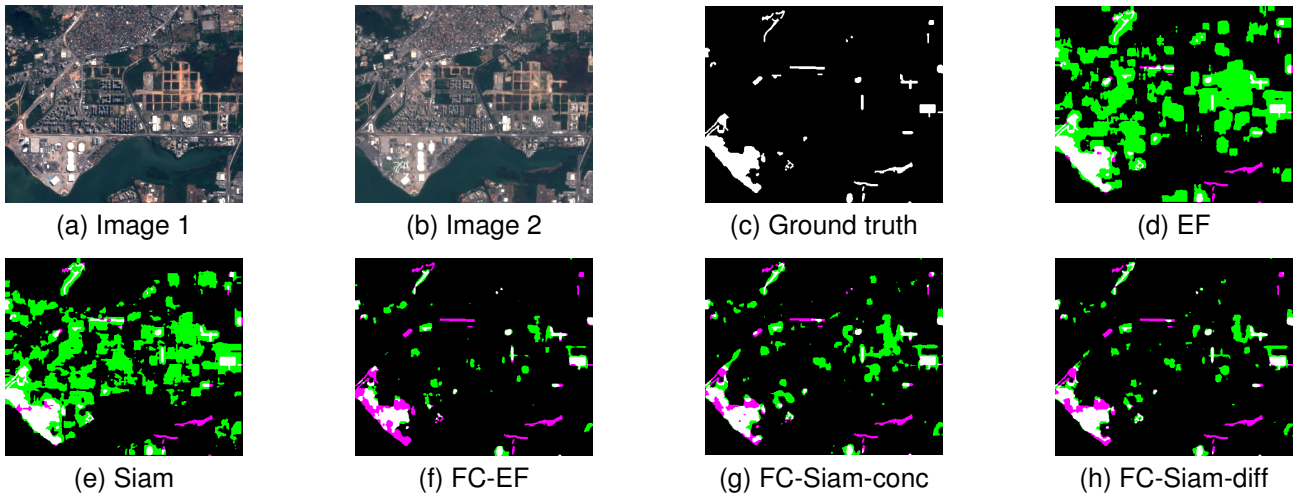 (a) Image 1
(b) Image 2
(c) Ground truth
(d) EF
(e) Siam
(f) FC-EF
(g) FC-Siam-conc
(h) FC-Siam-diff